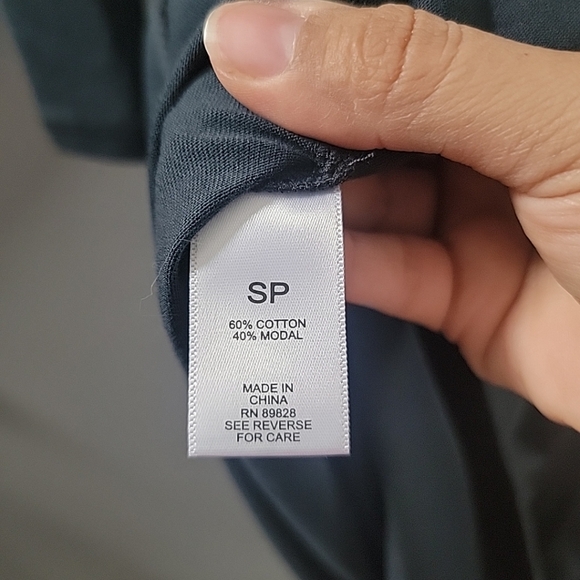 SP
60% COTTON
40% MODAL
MADE IN
CHINA
RN 89828
SEE REVERSE
FOR CARE